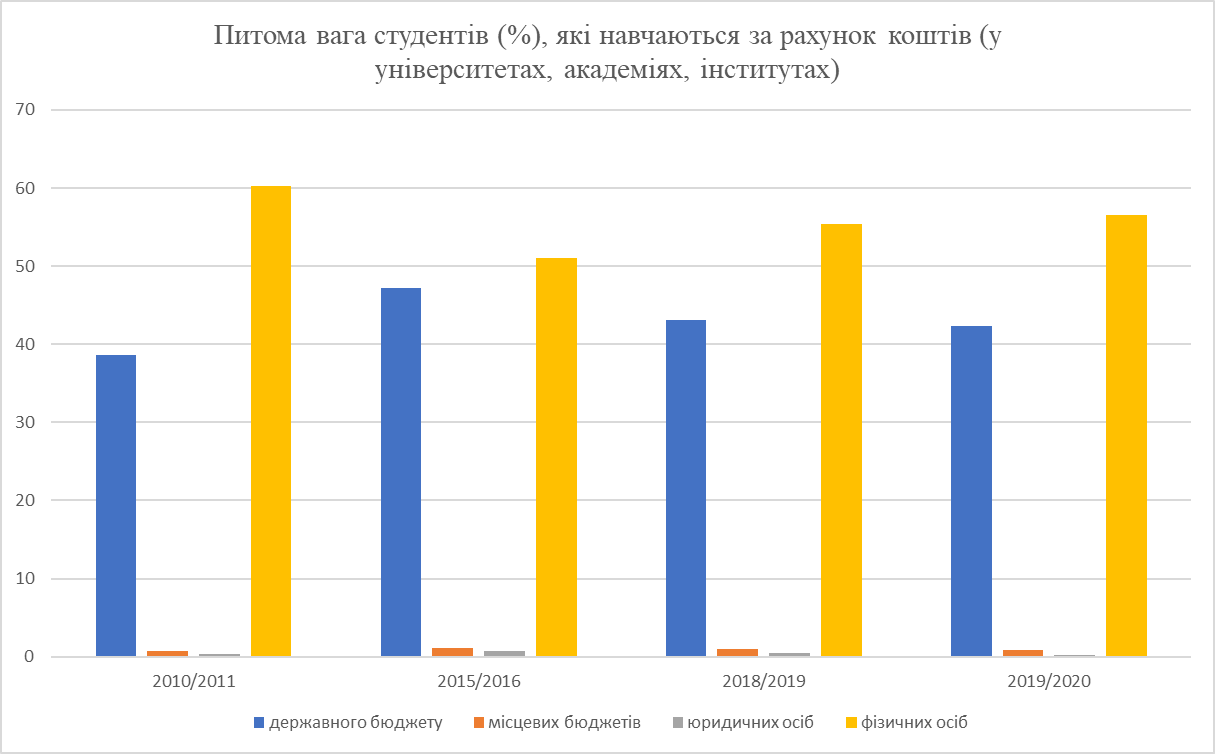 Питома вага студентів (%), які навчаються за рахунок коштів (у
університетах, академіях, інститутах)
70
60
50
40
30
20
10
0
2010/2011 2015/2016 2018/2019 2019/2020
державного бюджету місцевих бюджетів юридичних осіб фізичних осіб